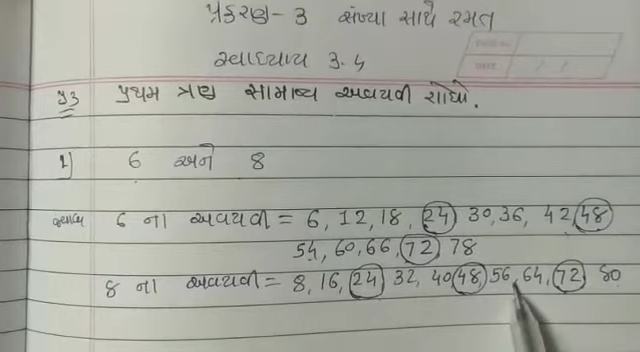 પ્રકરણ-3 સંખ્યા સાથે રમત
સ્વાધ્યાય 3.4
પ્ર3 પ્રથમ ત્રણ સામાન્ય અવયવી શોધો.
1) 6 અને 8
જવાબ 6 ના અવયવી = 6, 12, 18, 24 30, 36, 42 48
54, 60, 66, 72 78
8 ના અવયવી = 8, 16, 24 32, 40 48 56, 64, 72 80